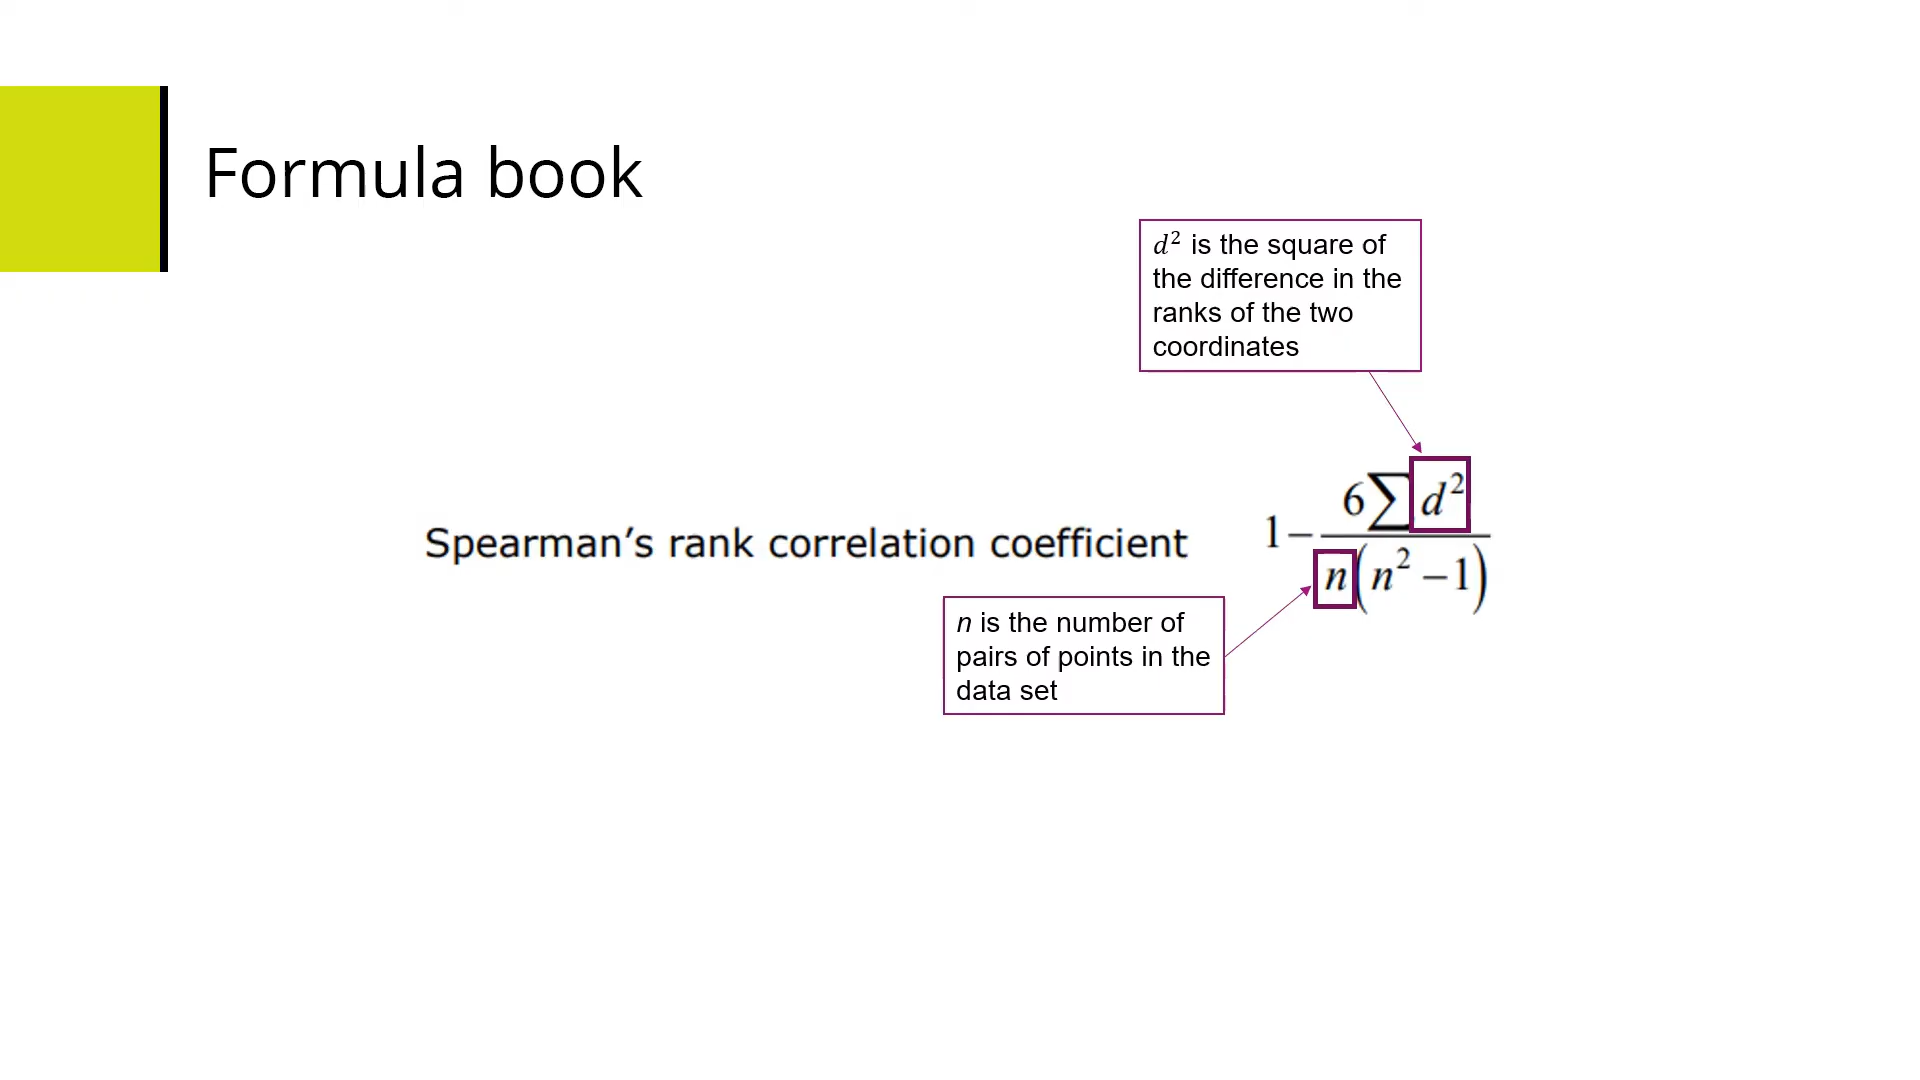 Formula book
d² is the square of
the difference in the
ranks of the two
coordinates
Spearman’s rank correlation coefficient
1 − 6∑d² / n(n² − 1)
n is the number of
pairs of points in the
data set